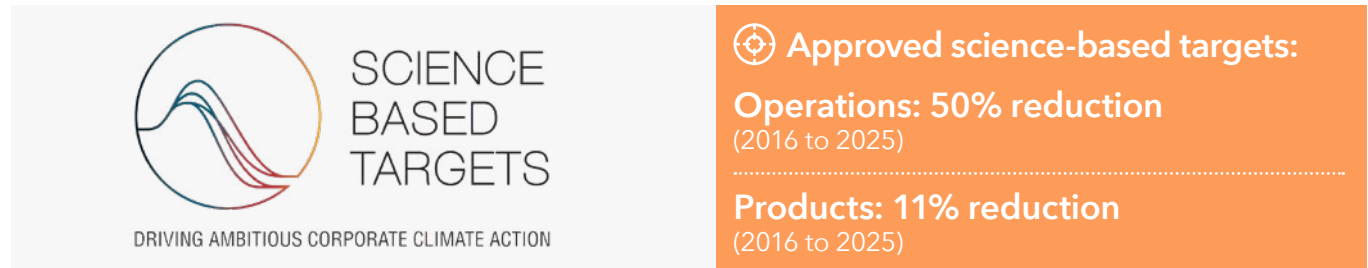 SCIENCE
BASED
TARGETS
DRIVING AMBITIOUS CORPORATE CLIMATE ACTION
Approved science-based targets:
Operations: 50% reduction
(2016 to 2025)
Products: 11% reduction
(2016 to 2025)